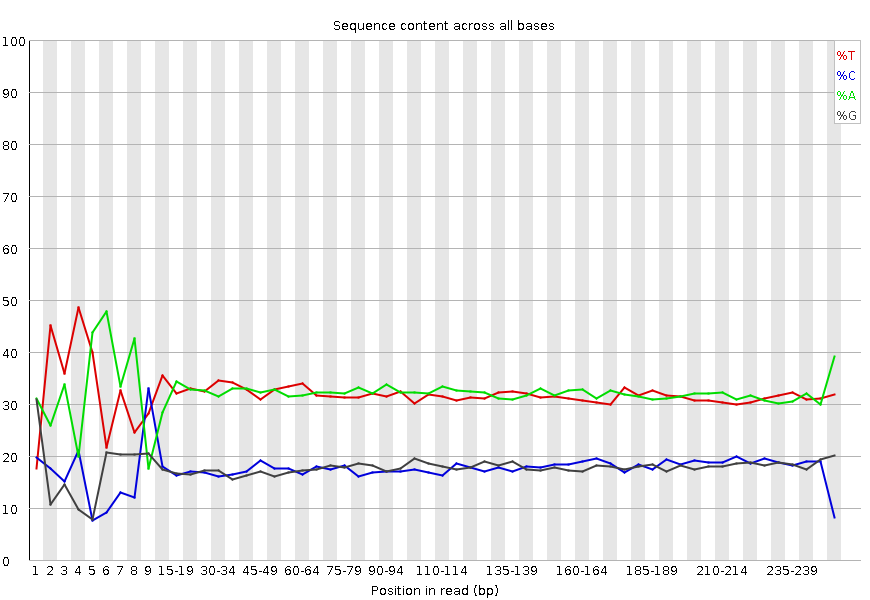 Sequence content across all bases
100
90
80
70
60
50
40
30
20
10
0
%T
%C
%A
%G
1 2 3 4 5 6 7 8 9 15-19 30-34 45-49 60-64 75-79 90-94 110-114 135-139 160-164 185-189 210-214 235-239
Position in read (bp)